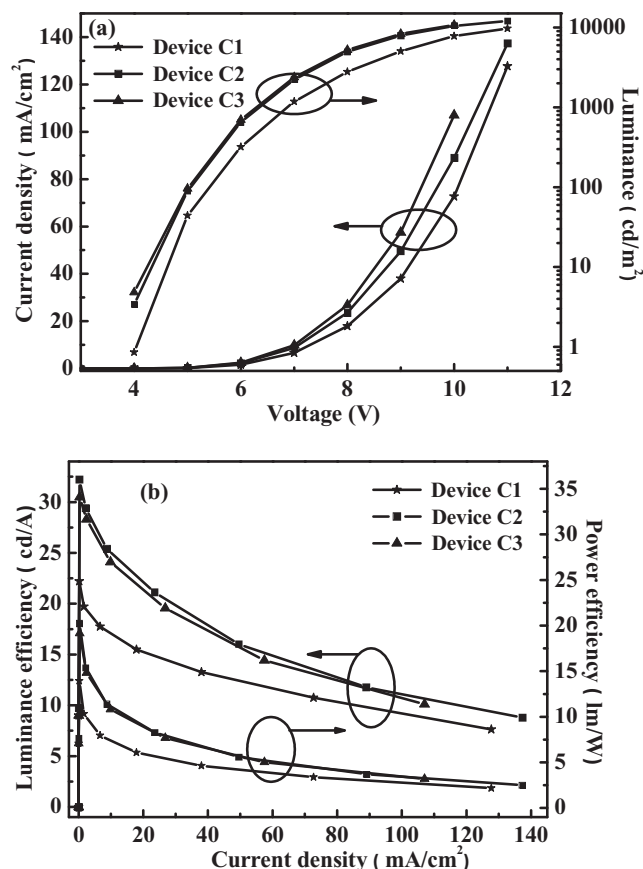 (a)
Device C1
Device C2
Device C3
Current density ( mA/cm²)
140
120
100
80
60
40
20
0
Luminance( cd/m²)
10000
1000
100
10
1
4 6 8 10 12
Voltage (V)
(b)
Device C1
Device C2
Device C3
Luminance efficiency ( cd/A)
30
25
20
15
10
5
0
Power efficiency ( lm/W)
35
30
25
20
15
10
5
0
0 20 40 60 80 100 120 140
Current density ( mA/cm²)